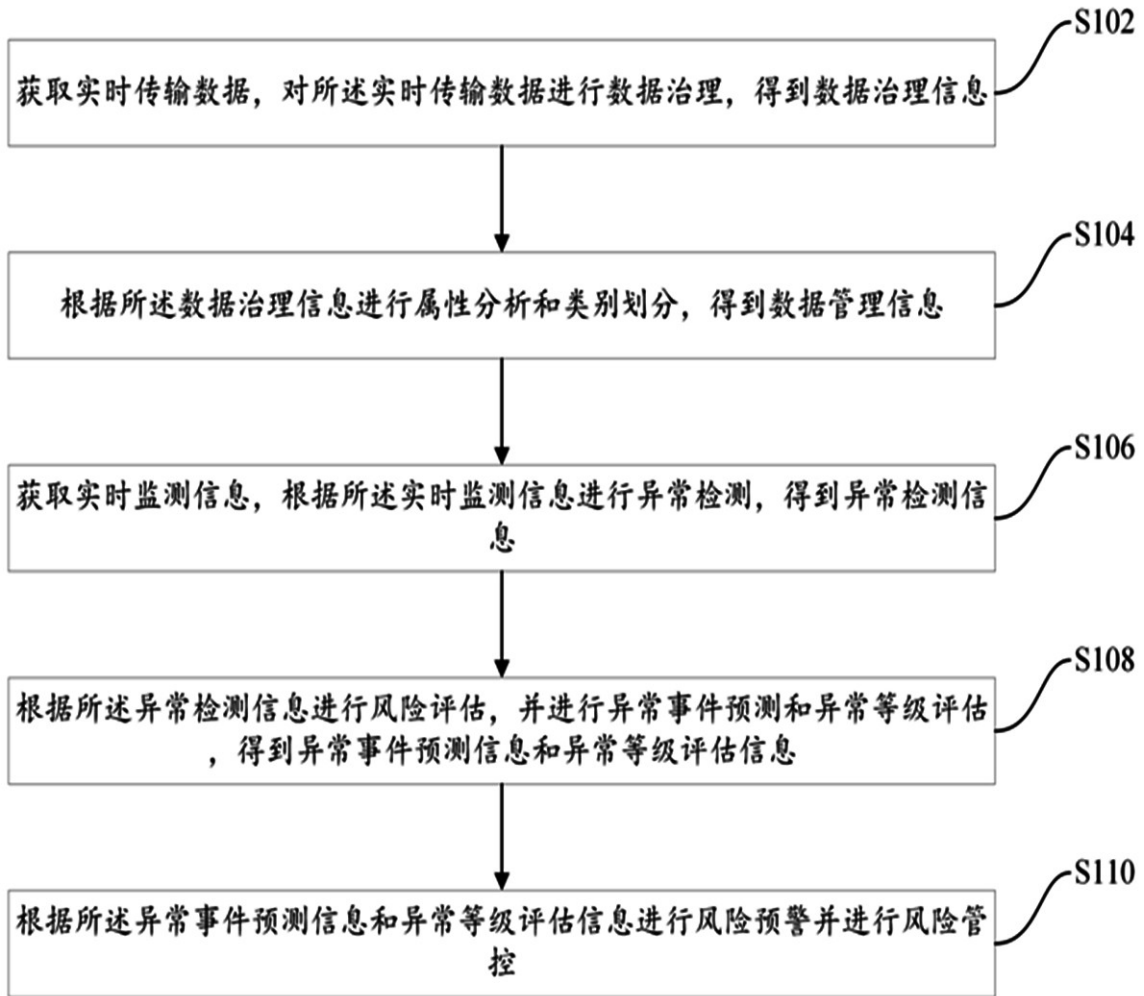 S102
获取实时传输数据，对所述实时传输数据进行数据治理，得到数据治理信息
S104
根据所述数据治理信息进行属性分析和类别划分，得到数据管理信息
S106
获取实时监测信息，根据所述实时监测信息进行异常检测，得到异常检测信
息
S108
根据所述异常检测信息进行风险评估，并进行异常事件预测和异常等级评估
，得到异常事件预测信息和异常等级评估信息
S110
根据所述异常事件预测信息和异常等级评估信息进行风险预警并进行风险管
控